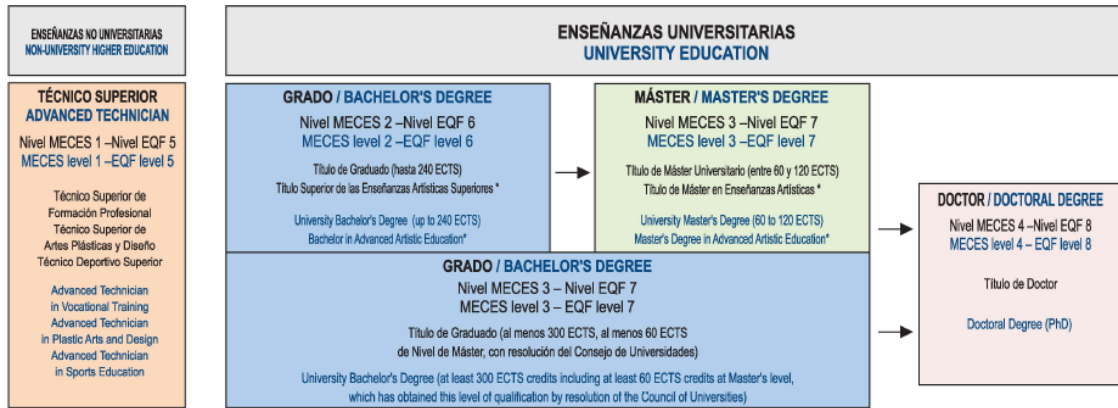 ENSEÑANZAS NO UNIVERSITARIAS
NON-UNIVERSITY HIGHER EDUCATION
TÉCNICO SUPERIOR
ADVANCED TECHNICIAN
Nivel MECES 1 –Nivel EQF 5
MECES level 1 –EQF level 5
Técnico Superior de
Formación Profesional
Técnico Superior de
Artes Plásticas y Diseño
Técnico Deportivo Superior
Advanced Technician
in Vocational Training
Advanced Technician
in Plastic Arts and Design
Advanced Technician
in Sports Education
ENSEÑANZAS UNIVERSITARIAS
UNIVERSITY EDUCATION
GRADO / BACHELOR'S DEGREE
Nivel MECES 2 –Nivel EQF 6
MECES level 2 –EQF level 6
Título de Graduado (hasta 240 ECTS)
Título Superior de las Enseñanzas Artísticas Superiores *
University Bachelor's Degree (up to 240 ECTS)
Bachelor in Advanced Artistic Education*
MÁSTER / MASTER'S DEGREE
Nivel MECES 3 –Nivel EQF 7
MECES level 3 –EQF level 7
Título de Máster Universitario (entre 60 y 120 ECTS)
Título de Máster en Enseñanzas Artísticas *
University Master's Degree (60 to 120 ECTS)
Master's Degree in Advanced Artistic Education*
GRADO / BACHELOR'S DEGREE
Nivel MECES 3 – Nivel EQF 7
MECES level 3 – EQF level 7
Título de Graduado (al menos 300 ECTS, al menos 60 ECTS
de Nivel de Máster, con resolución del Consejo de Universidades)
University Bachelor's Degree (at least 300 ECTS credits including at least 60 ECTS credits at Master's level,
which has obtained this level of qualification by resolution of the Council of Universities)
DOCTOR / DOCTORAL DEGREE
Nivel MECES 4 –Nivel EQF 8
MECES level 4 – EQF level 8
Título de Doctor
Doctoral Degree (PhD)